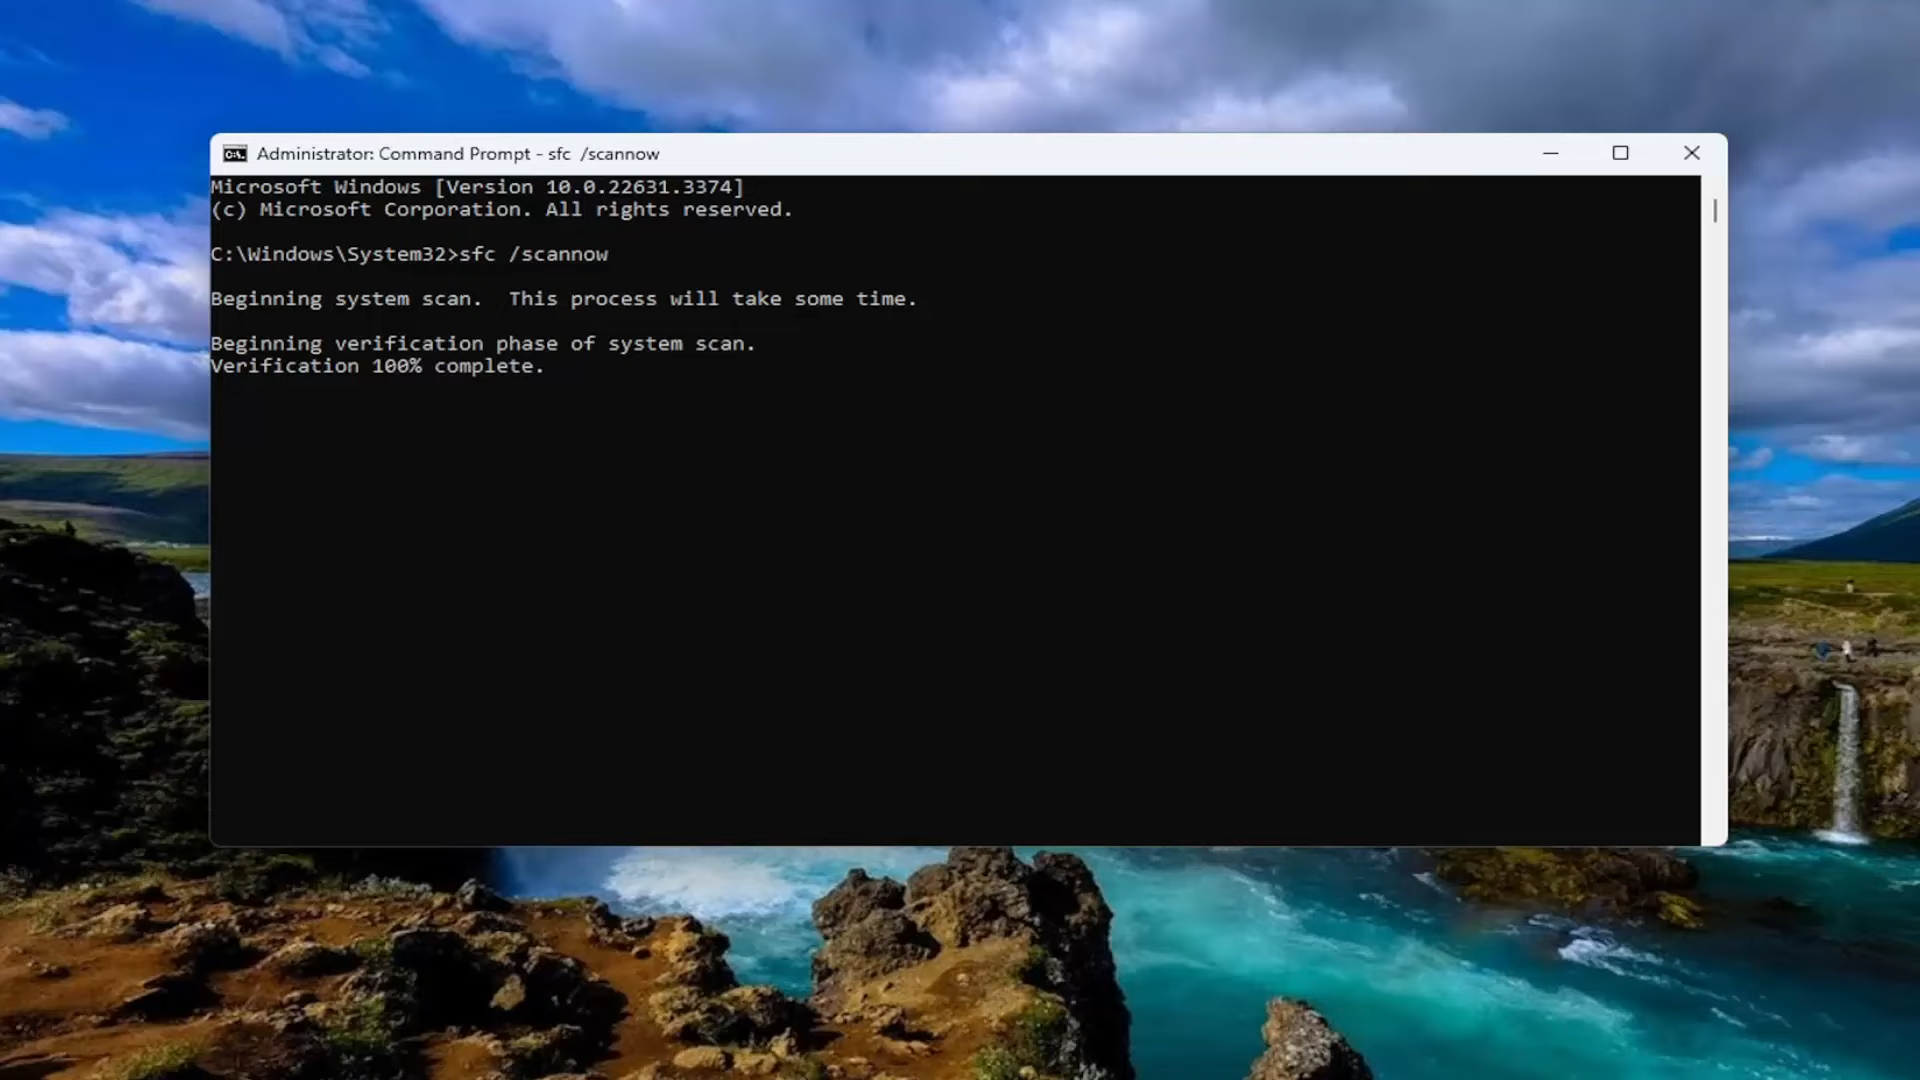 Administrator: Command Prompt - sfc  /scannow
Microsoft Windows [Version 10.0.22631.3374]
(c) Microsoft Corporation. All rights reserved.
C:\Windows\System32>sfc /scannow
Beginning system scan.  This process will take some time.
Beginning verification phase of system scan.
Verification 100% complete.